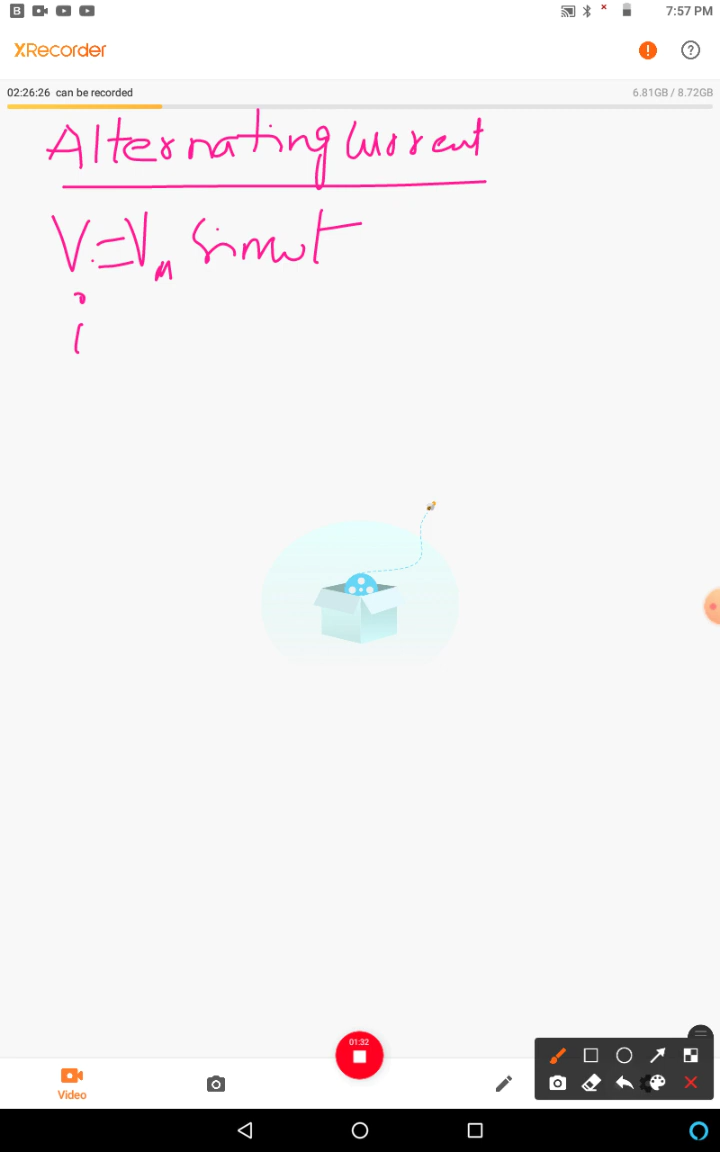 B 7:57 PM
XRecorder ! ?
02:26:26 can be recorded 6.81GB / 8.72GB
Alternating Current
V = Vm Sinωt
i
01:32
Video